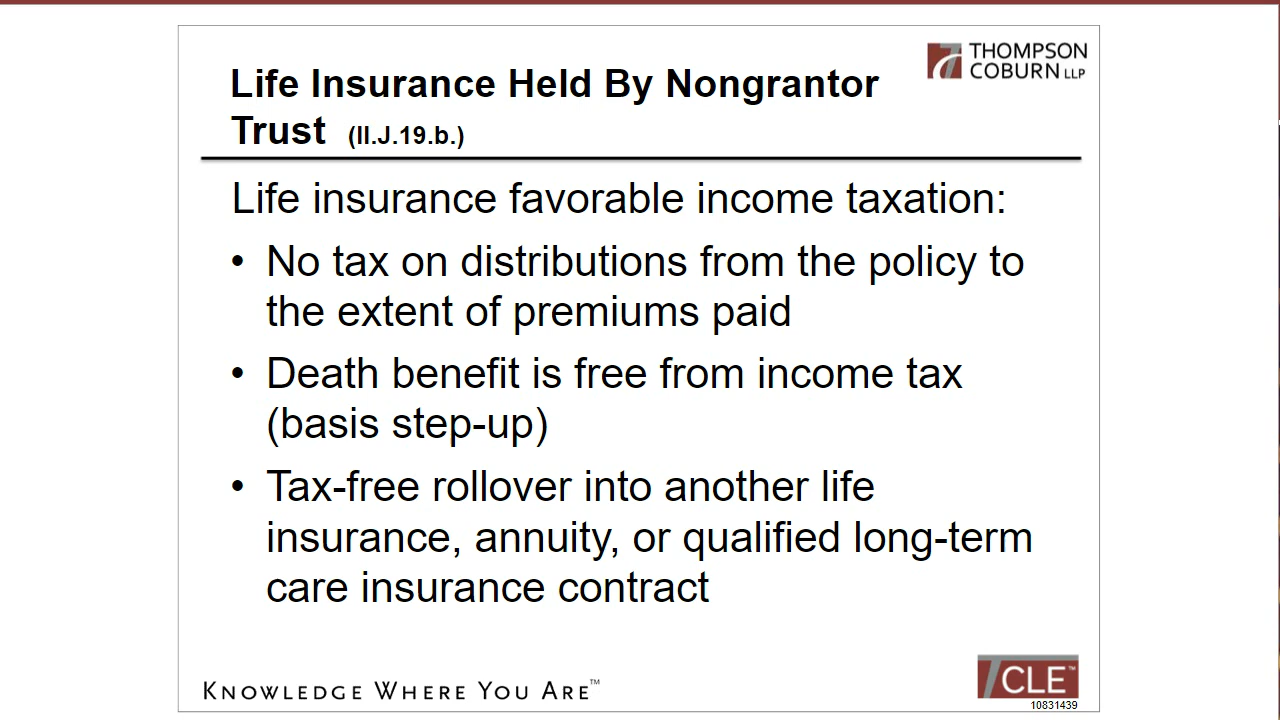 THOMPSON
COBURN LLP
Life Insurance Held By Nongrantor
Trust (II.J.19.b.)
Life insurance favorable income taxation:
• No tax on distributions from the policy to
the extent of premiums paid
• Death benefit is free from income tax
(basis step-up)
• Tax-free rollover into another life
insurance, annuity, or qualified long-term
care insurance contract
KNOWLEDGE WHERE YOU ARE™
TCLE™
10831439